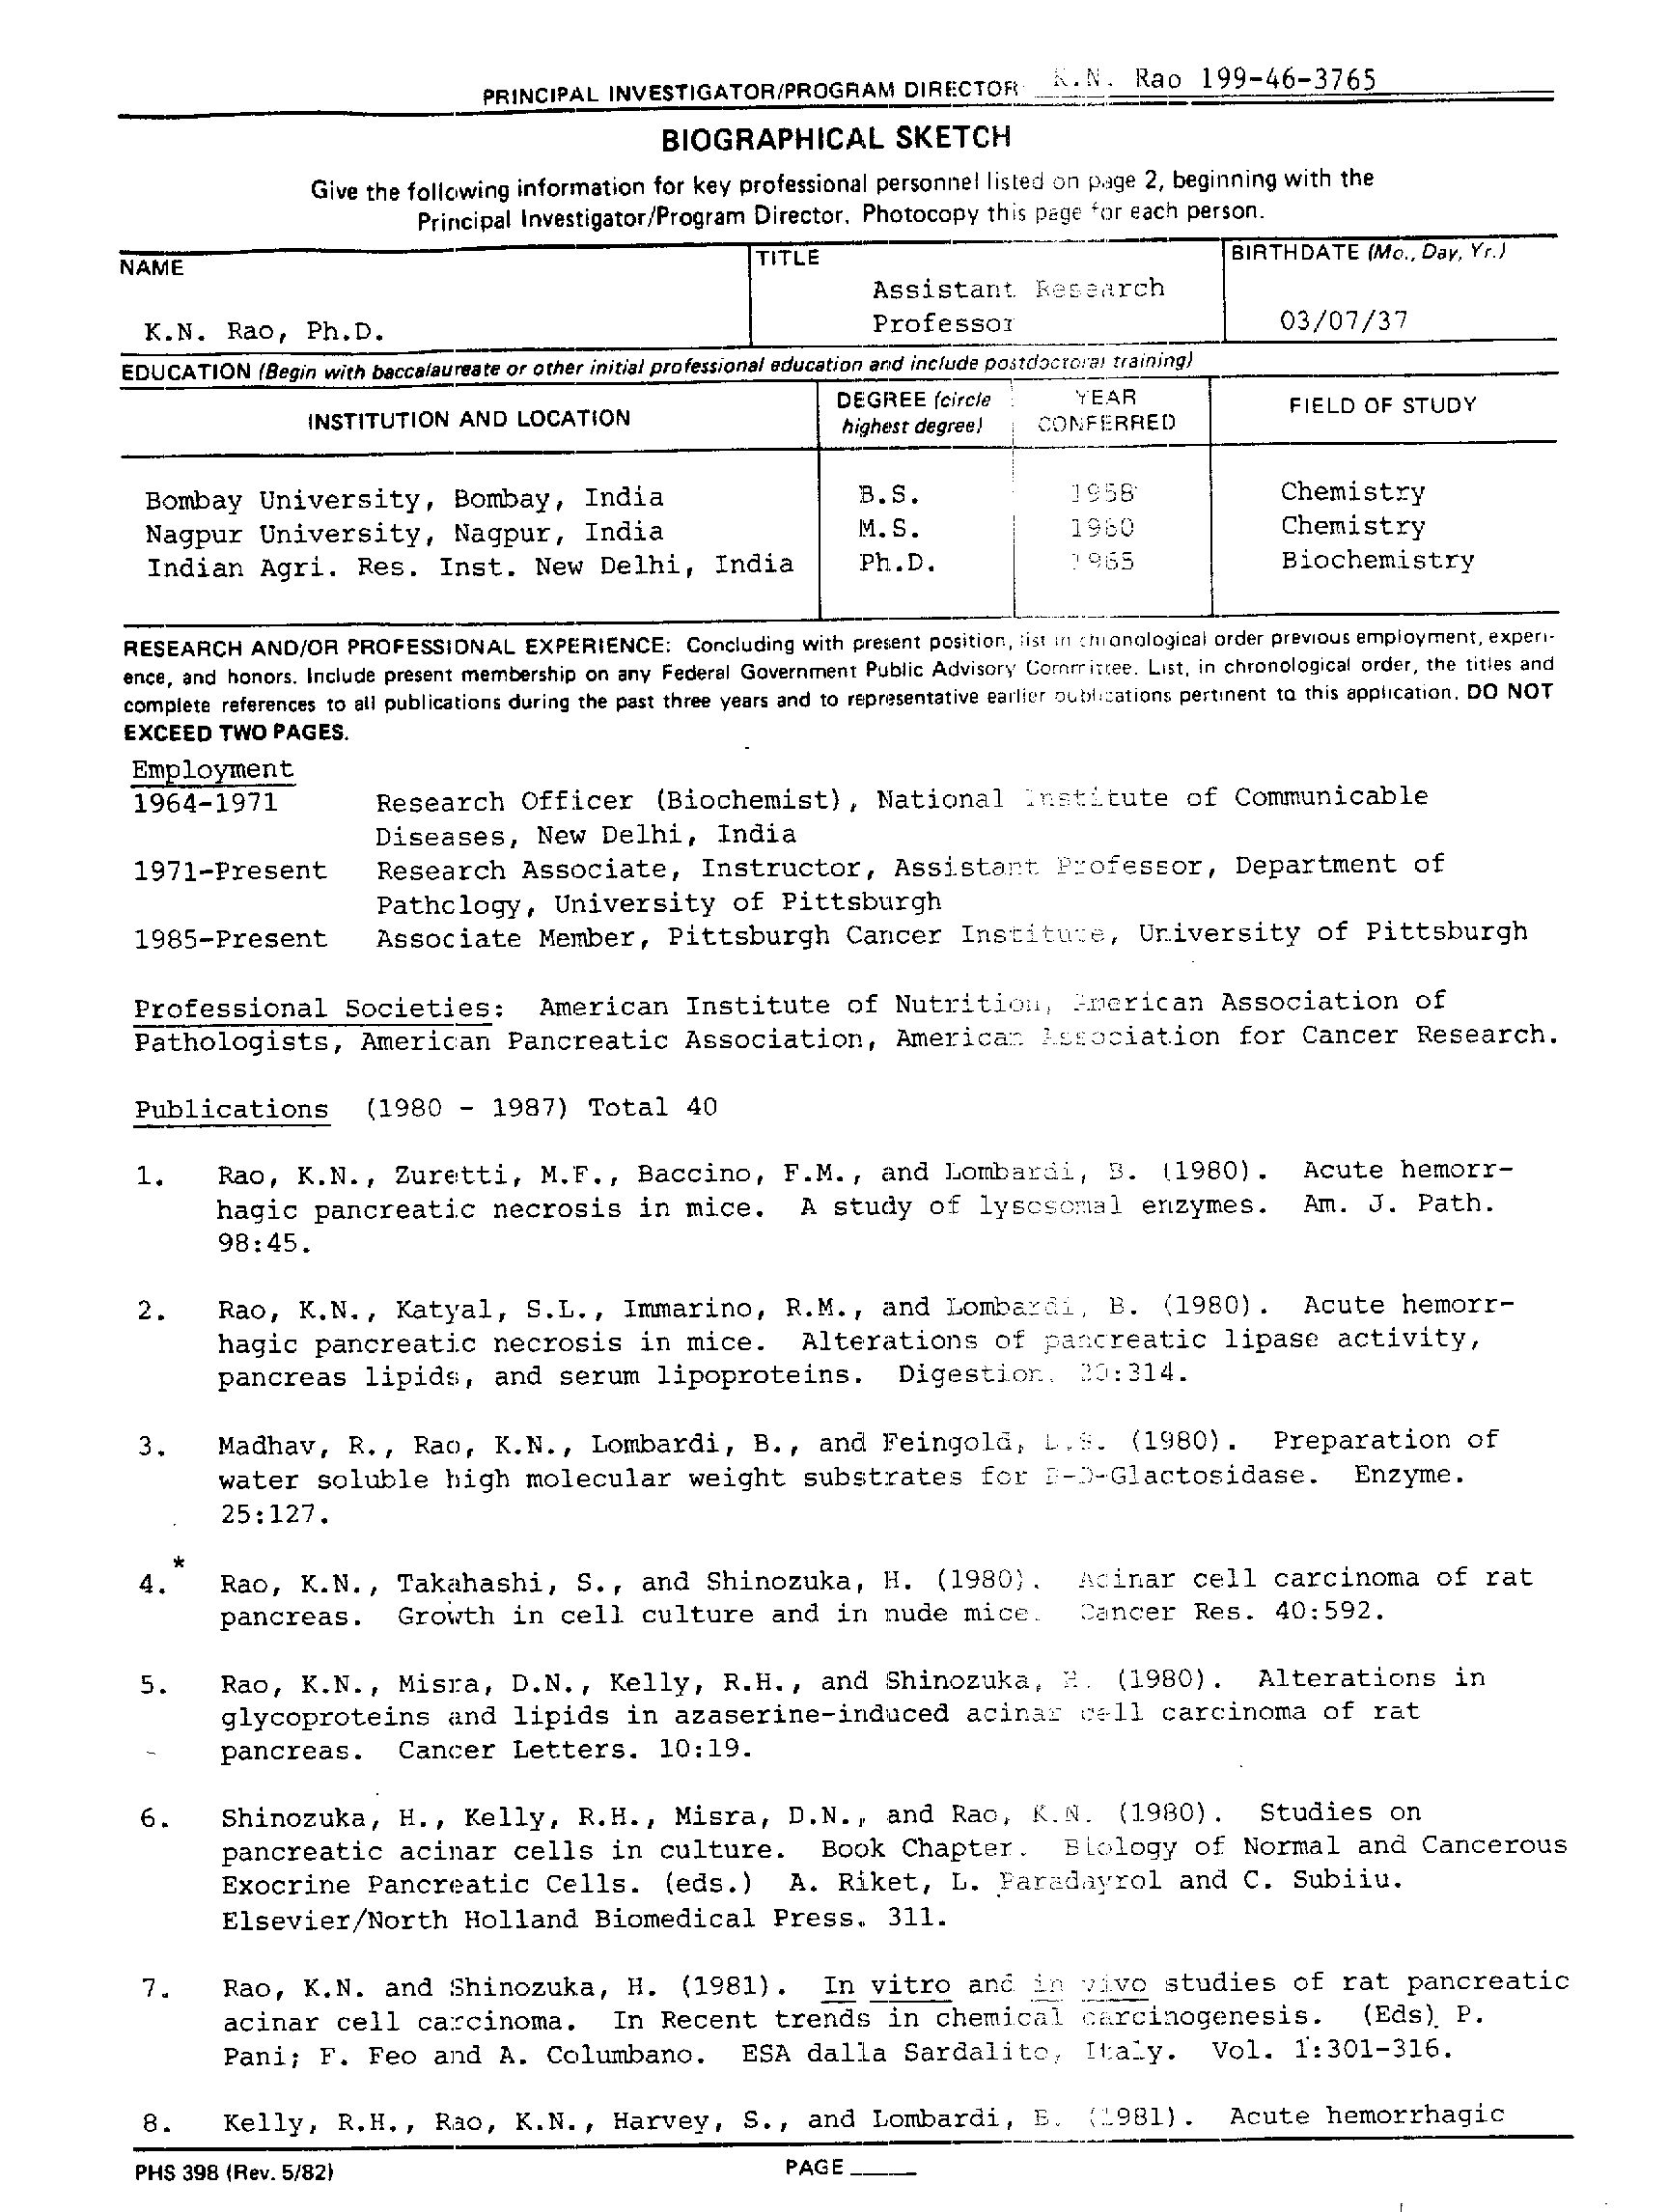 PRINCIPAL INVESTIGATOR/PROGRAM DIRECTOR K.N. Rao 199-46-3765
BIOGRAPHICAL SKETCH
Give the following information for key professional personnel listed on page 2, beginning with the
Principal Investigator/Program Director. Photocopy this page for each person.
NAME TITLE BIRTHDATE (Mo., Day, Yr.)
Assistant Research
K.N. Rao, Ph.D. Professor 03/07/37
EDUCATION (Begin with baccalaureate or other initial professional education and include postdoctoral training)
INSTITUTION AND LOCATION DEGREE (circle highest degree) YEAR CONFERRED FIELD OF STUDY
Bombay University, Bombay, India B.S. 1958 Chemistry
Nagpur University, Nagpur, India M.S. 1960 Chemistry
Indian Agri. Res. Inst. New Delhi, India Ph.D. 1965 Biochemistry
RESEARCH AND/OR PROFESSIONAL EXPERIENCE: Concluding with present position, list in chronological order previous employment, experi-
ence, and honors. Include present membership on any Federal Government Public Advisory Committee. List, in chronological order, the titles and
complete references to all publications during the past three years and to representative earlier publications pertinent to this application. DO NOT
EXCEED TWO PAGES.
Employment
1964-1971 Research Officer (Biochemist), National Institute of Communicable
Diseases, New Delhi, India
1971-Present Research Associate, Instructor, Assistant Professor, Department of
Pathclogy, University of Pittsburgh
1985-Present Associate Member, Pittsburgh Cancer Institute, University of Pittsburgh
Professional Societies: American Institute of Nutrition, American Association of
Pathologists, American Pancreatic Association, American Association for Cancer Research.
Publications (1980 - 1987) Total 40
1. Rao, K.N., Zuretti, M.F., Baccino, F.M., and Lombardi, B. (1980). Acute hemorr-
hagic pancreatic necrosis in mice. A study of lysosomal enzymes. Am. J. Path.
98:45.
2. Rao, K.N., Katyal, S.L., Immarino, R.M., and Lombardi, B. (1980). Acute hemorr-
hagic pancreatic necrosis in mice. Alterations of pancreatic lipase activity,
pancreas lipids, and serum lipoproteins. Digestion. :314.
3. Madhav, R., Rao, K.N., Lombardi, B., and Feingold, (1980). Preparation of
water soluble high molecular weight substrates for -D-Glactosidase. Enzyme.
25:127.
4.* Rao, K.N., Takahashi, S., and Shinozuka, H. (1980). Acinar cell carcinoma of rat
pancreas. Growth in cell culture and in nude mice. Cancer Res. 40:592.
5. Rao, K.N., Misra, D.N., Kelly, R.H., and Shinozuka, H. (1980). Alterations in
glycoproteins and lipids in azaserine-induced acinar cell carcinoma of rat
pancreas. Cancer Letters. 10:19.
6. Shinozuka, H., Kelly, R.H., Misra, D.N., and Rao, K.N. (1980). Studies on
pancreatic acinar cells in culture. Book Chapter. Biology of Normal and Cancerous
Exocrine Pancreatic Cells. (eds.) A. Riket, L. Paradayrol and C. Subiiu.
Elsevier/North Holland Biomedical Press. 311.
7. Rao, K.N. and Shinozuka, H. (1981). In vitro and in vivo studies of rat pancreatic
acinar cell carcinoma. In Recent trends in chemical carcinogenesis. (Eds) P.
Pani; F. Feo and A. Columbano. ESA dalla Sardalito, Italy. Vol. 1:301-316.
8. Kelly, R.H., Rao, K.N., Harvey, S., and Lombardi, B. (1981). Acute hemorrhagic
PHS 398 (Rev. 5/82) PAGE